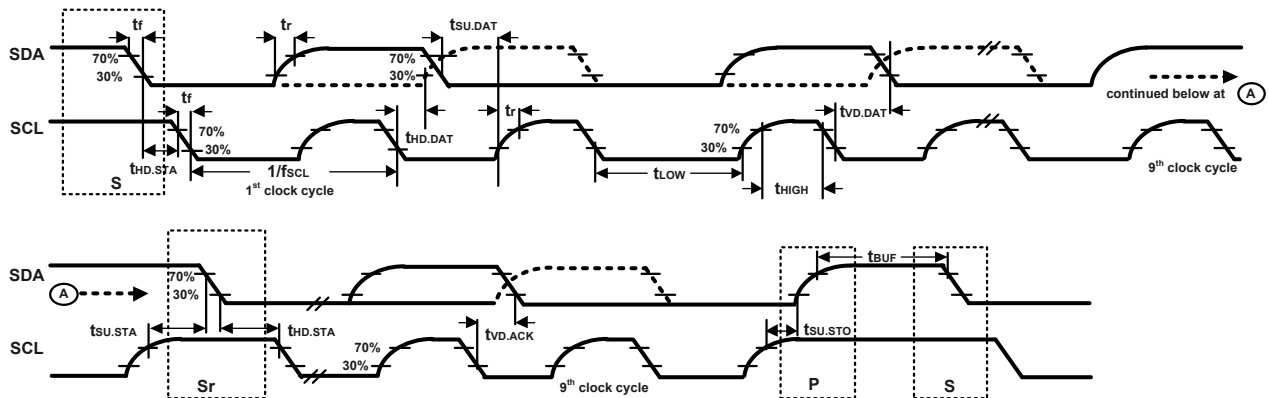 tf tr tSU.DAT
SDA 70% 30% 70% 30%
continued below at A
tf tHD.DAT tr tVD.DAT
SCL 70% 30% 70% 30%
tHD.STA 1/fSCL tLOW tHIGH 9th clock cycle
S 1st clock cycle
tBUF
SDA 70% 30%
A
tSU.STA tHD.STA tVD.ACK tSU.STO
SCL 70% 30%
Sr 9th clock cycle P S